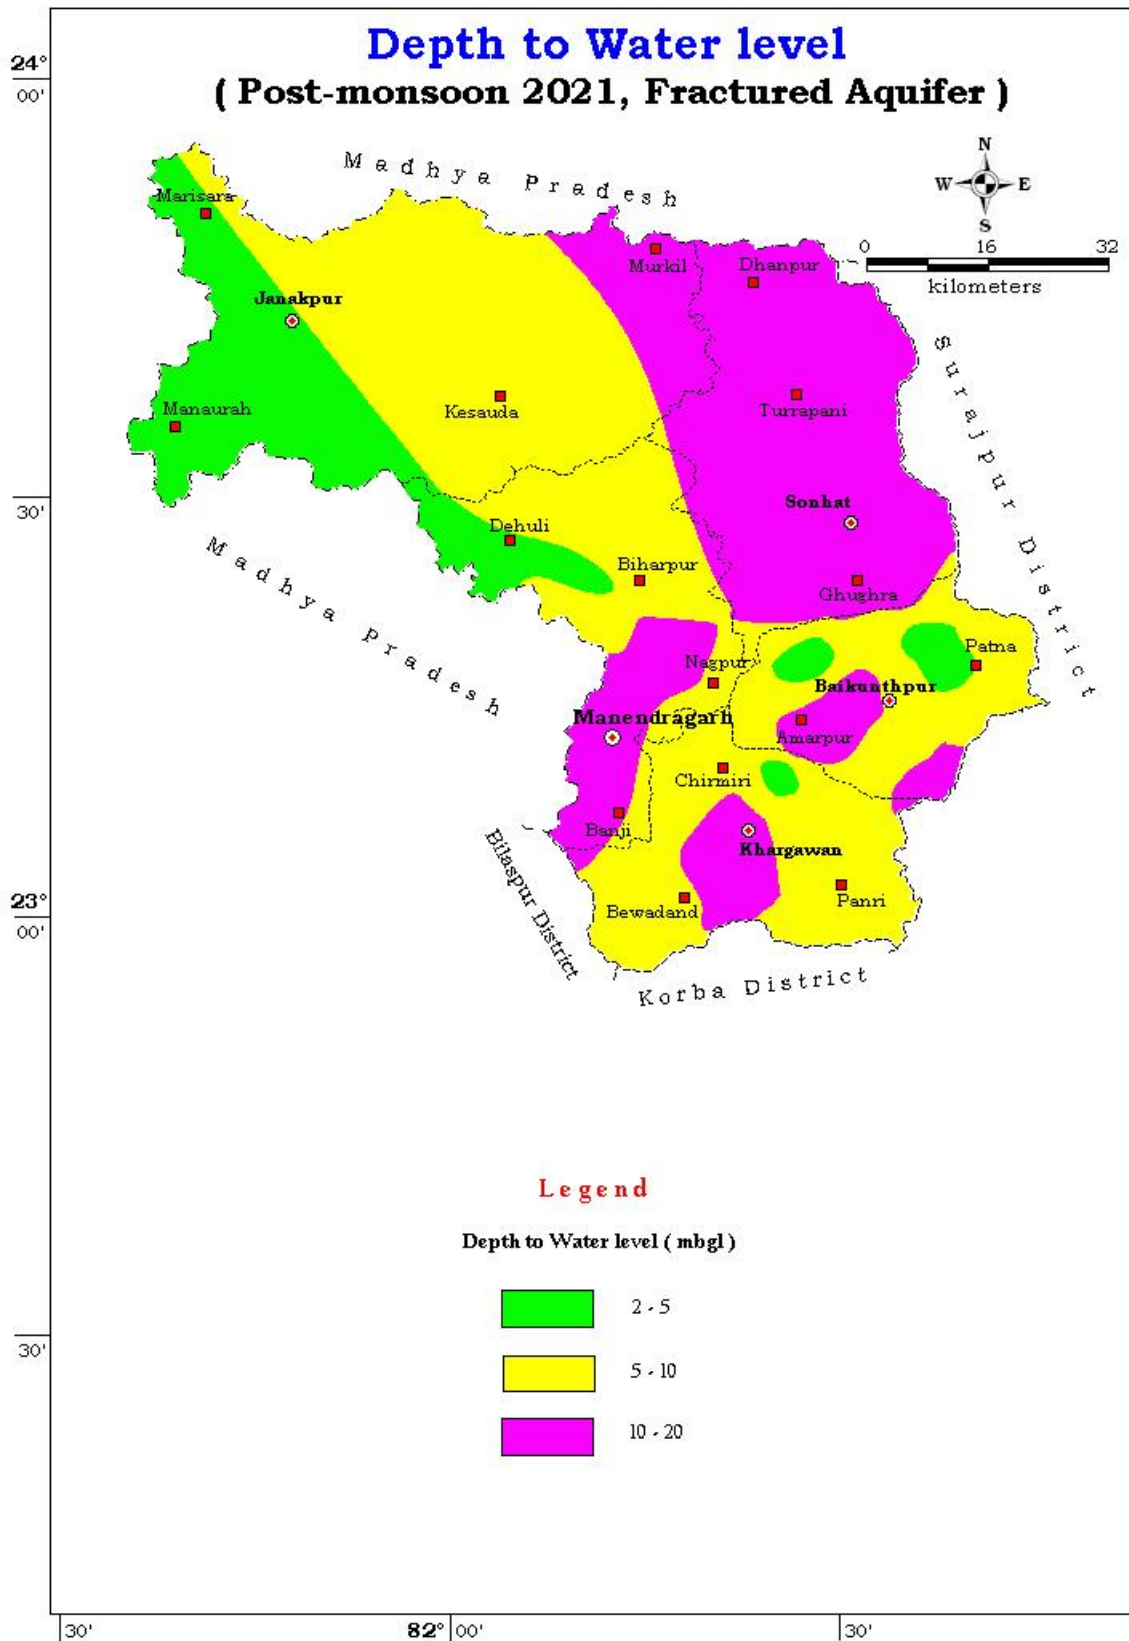 Depth to Water level
( Post-monsoon 2021, Fractured Aquifer )
24°
00'
Madhya Pradesh
N
W E
S
0 16 32
kilometers
Marisara
Murkil
Dhanpur
Janakpur
Surajpur District
Manaurah
Kesauda
Turrapani
30'
Sonhat
Dehuli
Madhya Pradesh
Biharpur
Ghughra
Patna
Nagpur
Baikunthpur
Manendragarh
Amarpur
Chirmiri
Banji
Bilaspur District
Khargawan
23°
00'
Bewadand
Panri
Korba District
Legend
Depth to Water level ( mbgl )
2 - 5
30'
5 - 10
10 - 20
30' 82° 00' 30'